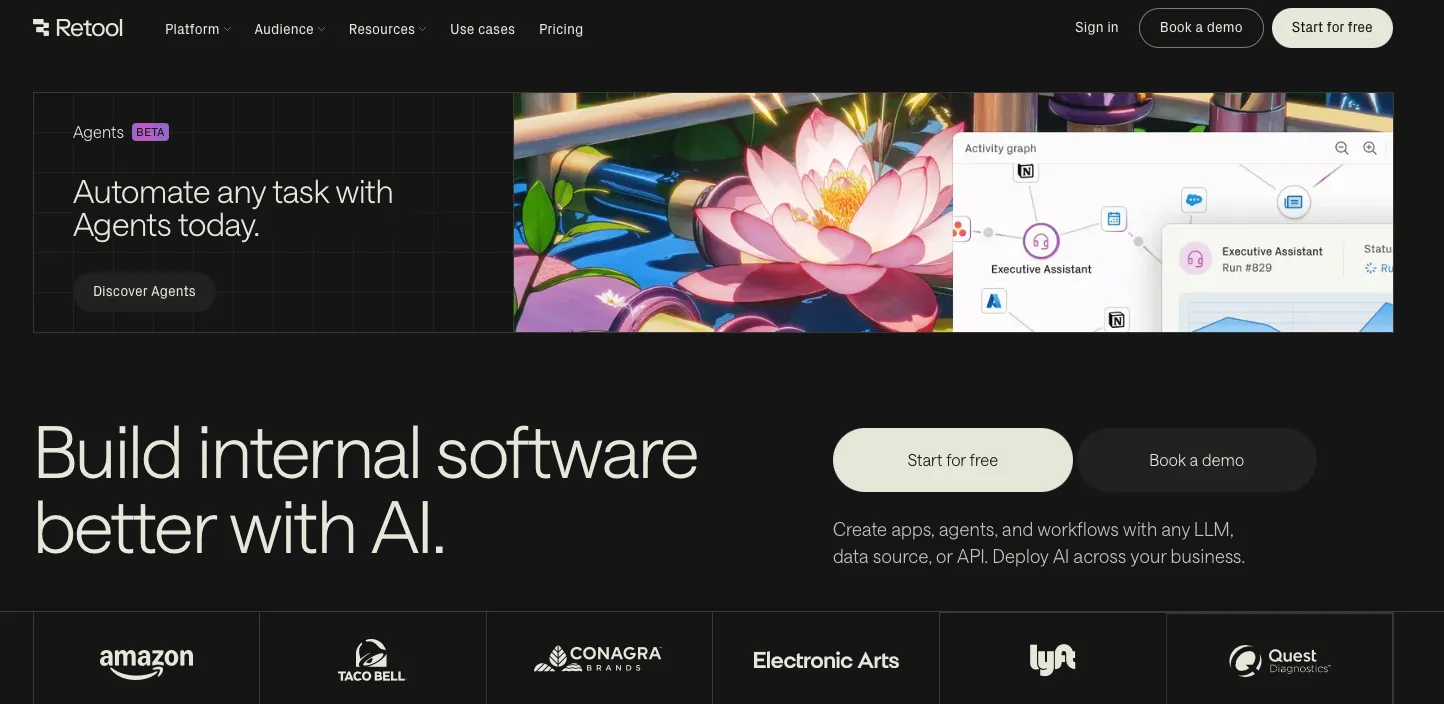 Retool
Platform
Audience
Resources
Use cases
Pricing
Sign in
Book a demo
Start for free
Agents BETA
Automate any task with
Agents today.
Discover Agents
Activity graph
Executive Assistant
Executive Assistant
Run #829
Build internal software
better with AI.
Start for free
Book a demo
Create apps, agents, and workflows with any LLM,
data source, or API. Deploy AI across your business.
amazon
TACO BELL
CONAGRA
BRANDS
Electronic Arts
lyft
Quest
Diagnostics